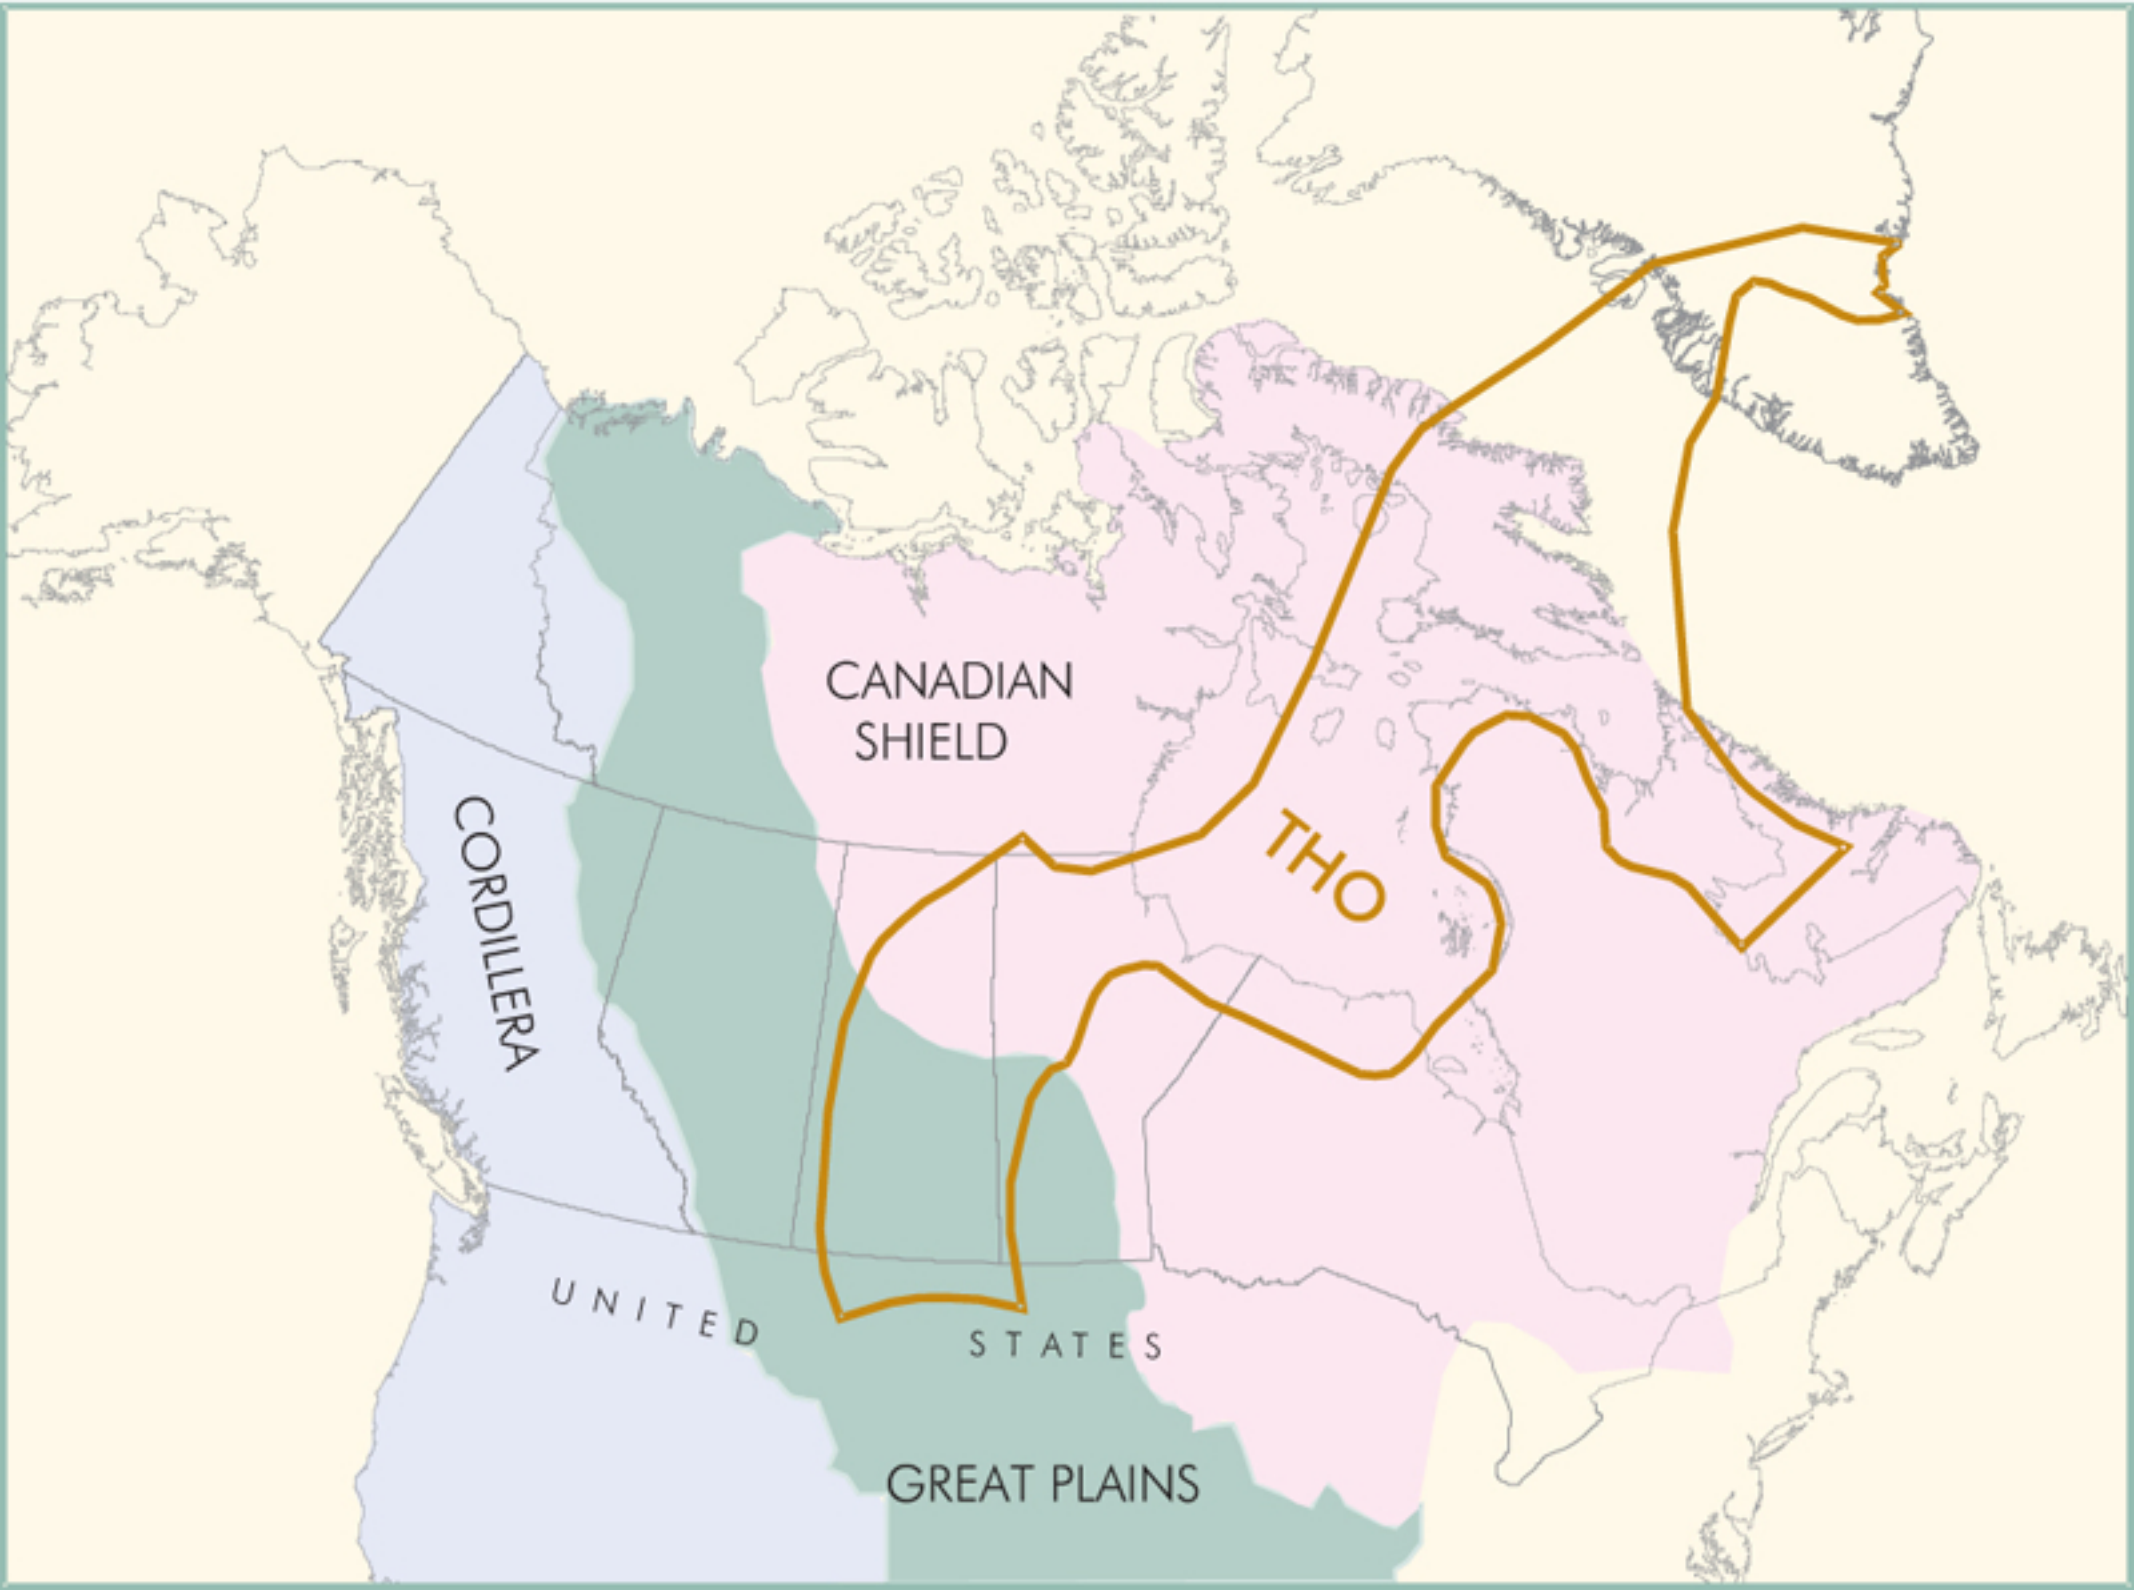 CANADIAN
SHIELD
CORDILLERA
THO
UNITED
STATES
GREAT PLAINS